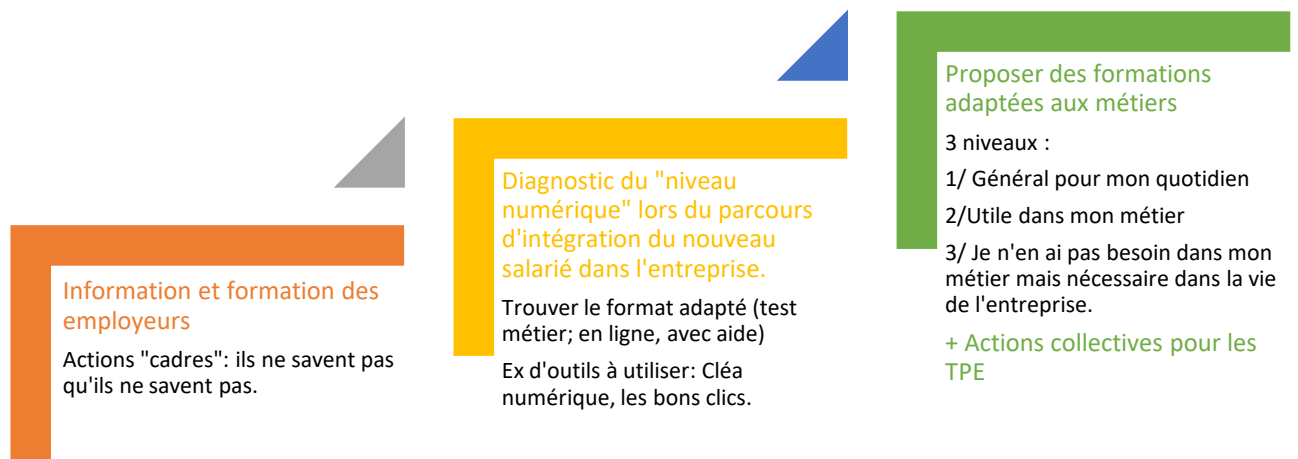 Information et formation des
employeurs
Actions "cadres": ils ne savent pas
qu'ils ne savent pas.
Diagnostic du "niveau
numérique" lors du parcours
d'intégration du nouveau
salarié dans l'entreprise.
Trouver le format adapté (test
métier; en ligne, avec aide)
Ex d'outils à utiliser: Cléa
numérique, les bons clics.
Proposer des formations
adaptées aux métiers
3 niveaux :
1/ Général pour mon quotidien
2/Utile dans mon métier
3/ Je n'en ai pas besoin dans mon
métier mais nécessaire dans la vie
de l'entreprise.
+ Actions collectives pour les
TPE